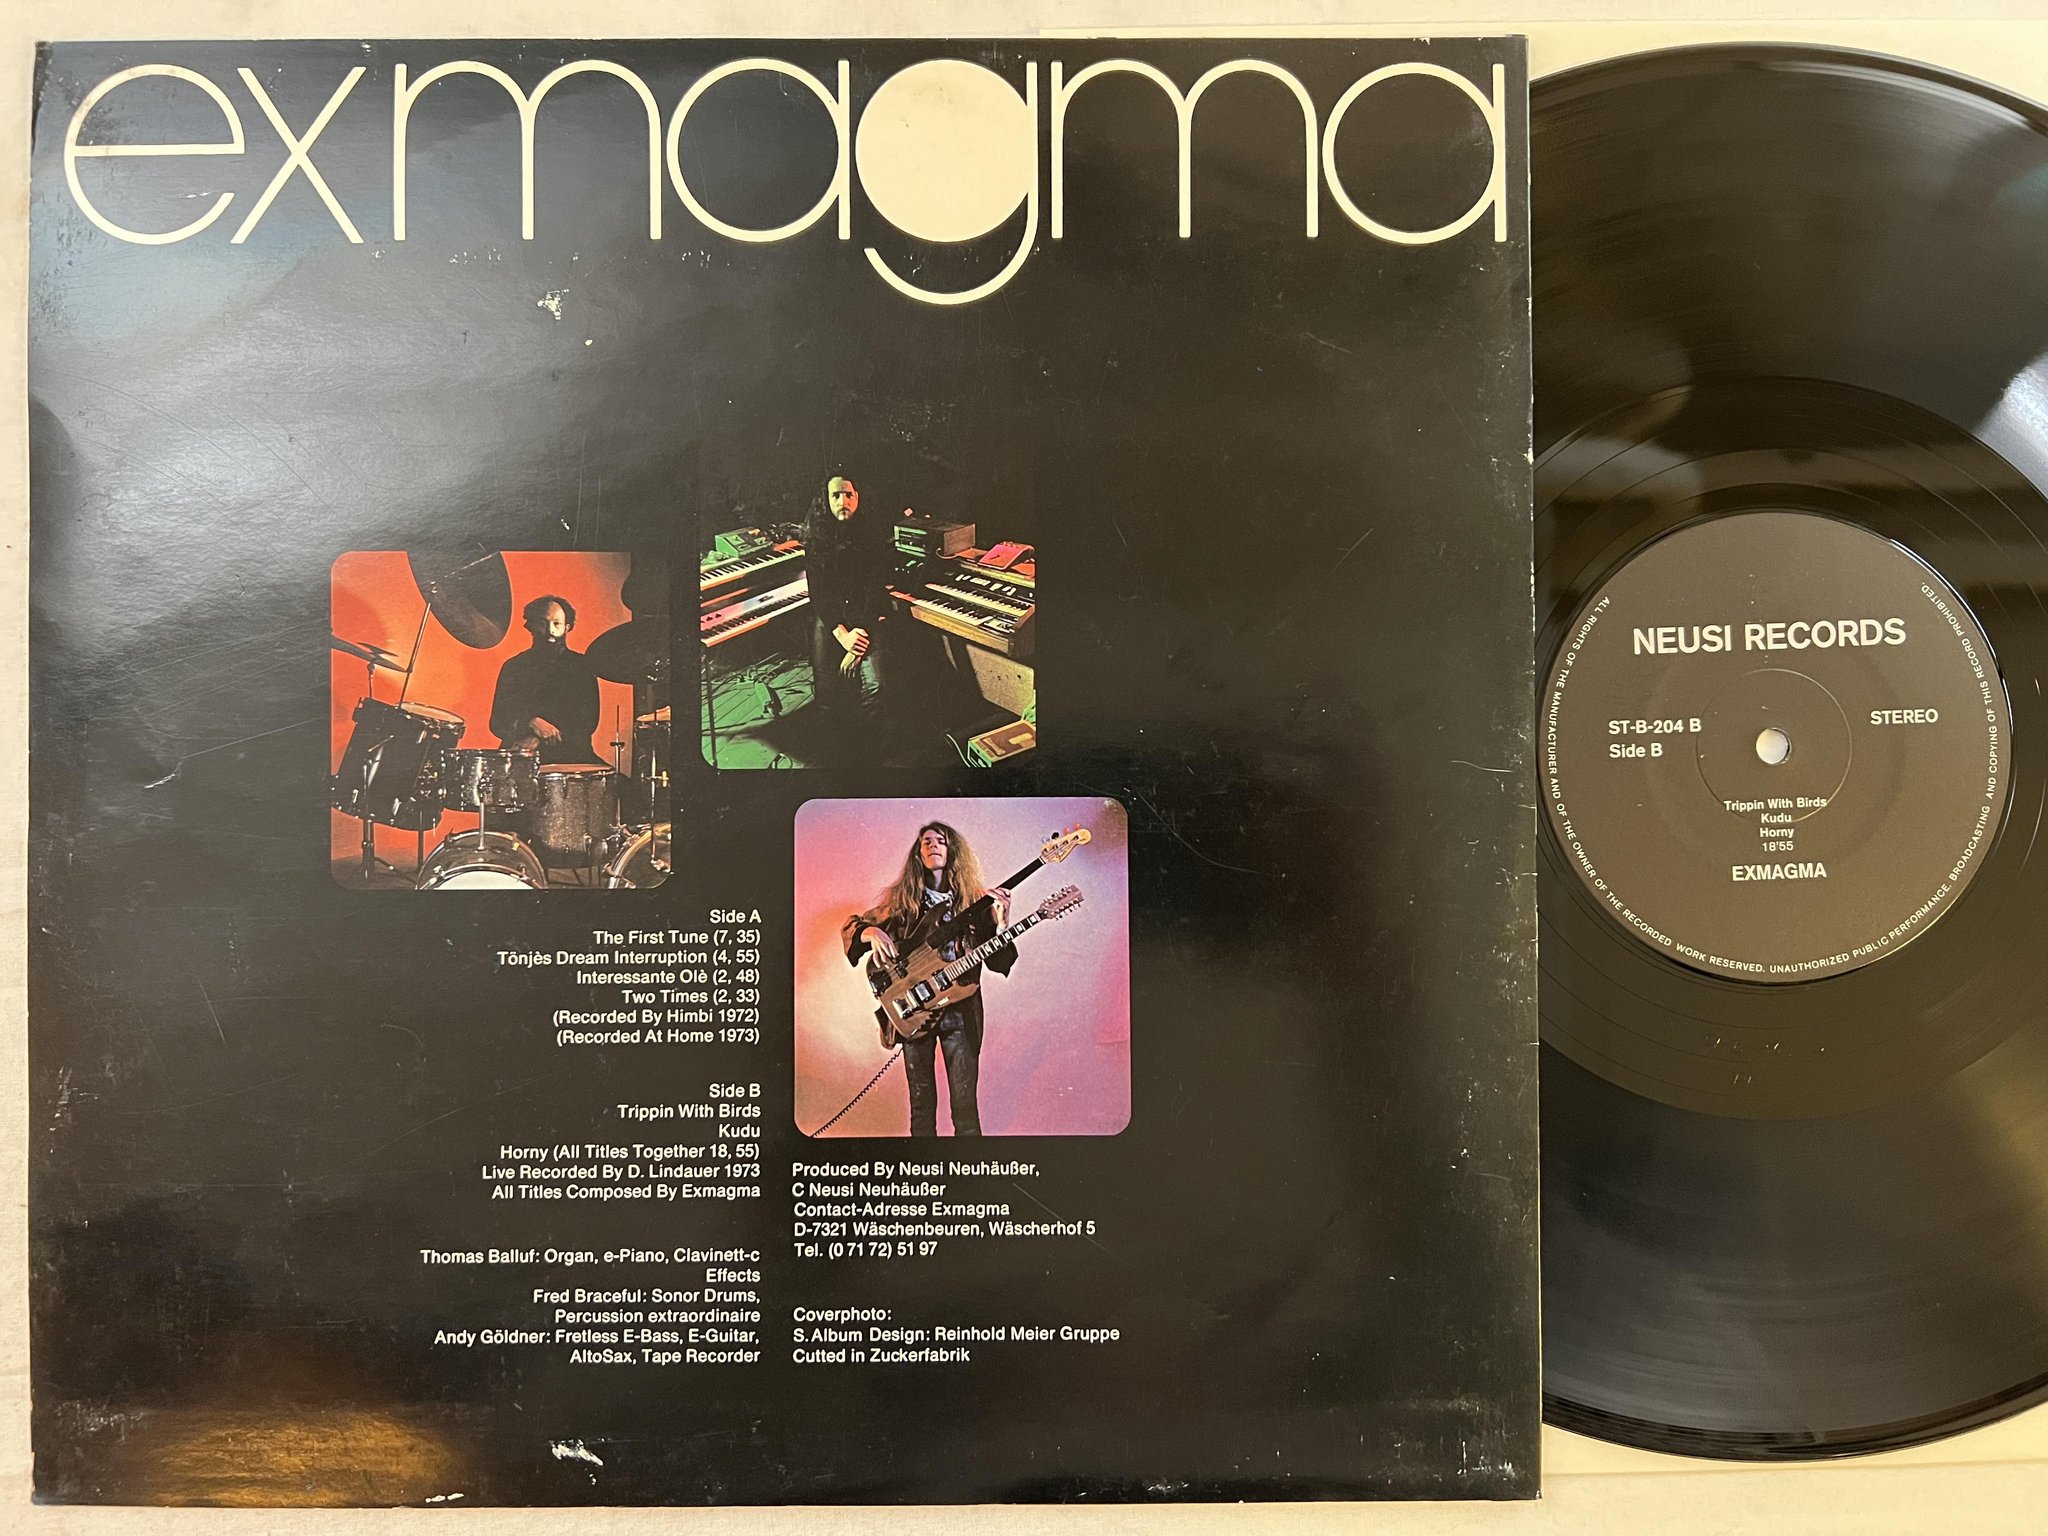 exmagma
Side A
The First Tune (7, 35)
Tönjès Dream Interruption (4, 55)
Interessante Olè (2, 48)
Two Times (2, 33)
(Recorded By Himbi 1972)
(Recorded At Home 1973)
Side B
Trippin With Birds
Kudu
Horny (All Titles Together 18, 55)
Live Recorded By D. Lindauer 1973
All Titles Composed By Exmagma
Thomas Balluf: Organ, e-Piano, Clavinett-c
Effects
Fred Braceful: Sonor Drums,
Percussion extraordinaire
Andy Göldner: Fretless E-Bass, E-Guitar,
AltoSax, Tape Recorder
Produced By Neusi Neuhäußer,
C Neusi Neuhäußer
Contact-Adresse Exmagma
D-7321 Wäschenbeuren, Wäscherhof 5
Tel. (0 71 72) 51 97
Coverphoto:
S. Album Design: Reinhold Meier Gruppe
Cutted in Zuckerfabrik
NEUSI RECORDS
ST-B-204 B
Side B
STEREO
Trippin With Birds
Kudu
Horny
18'55
EXMAGMA
ALL RIGHTS OF THE MANUFACTURER AND OF THE OWNER OF THE RECORDED WORK RESERVED. UNAUTHORIZED PUBLIC PERFORMANCE. BROADCASTING AND COPYING OF THIS RECORD PROHIBITED.